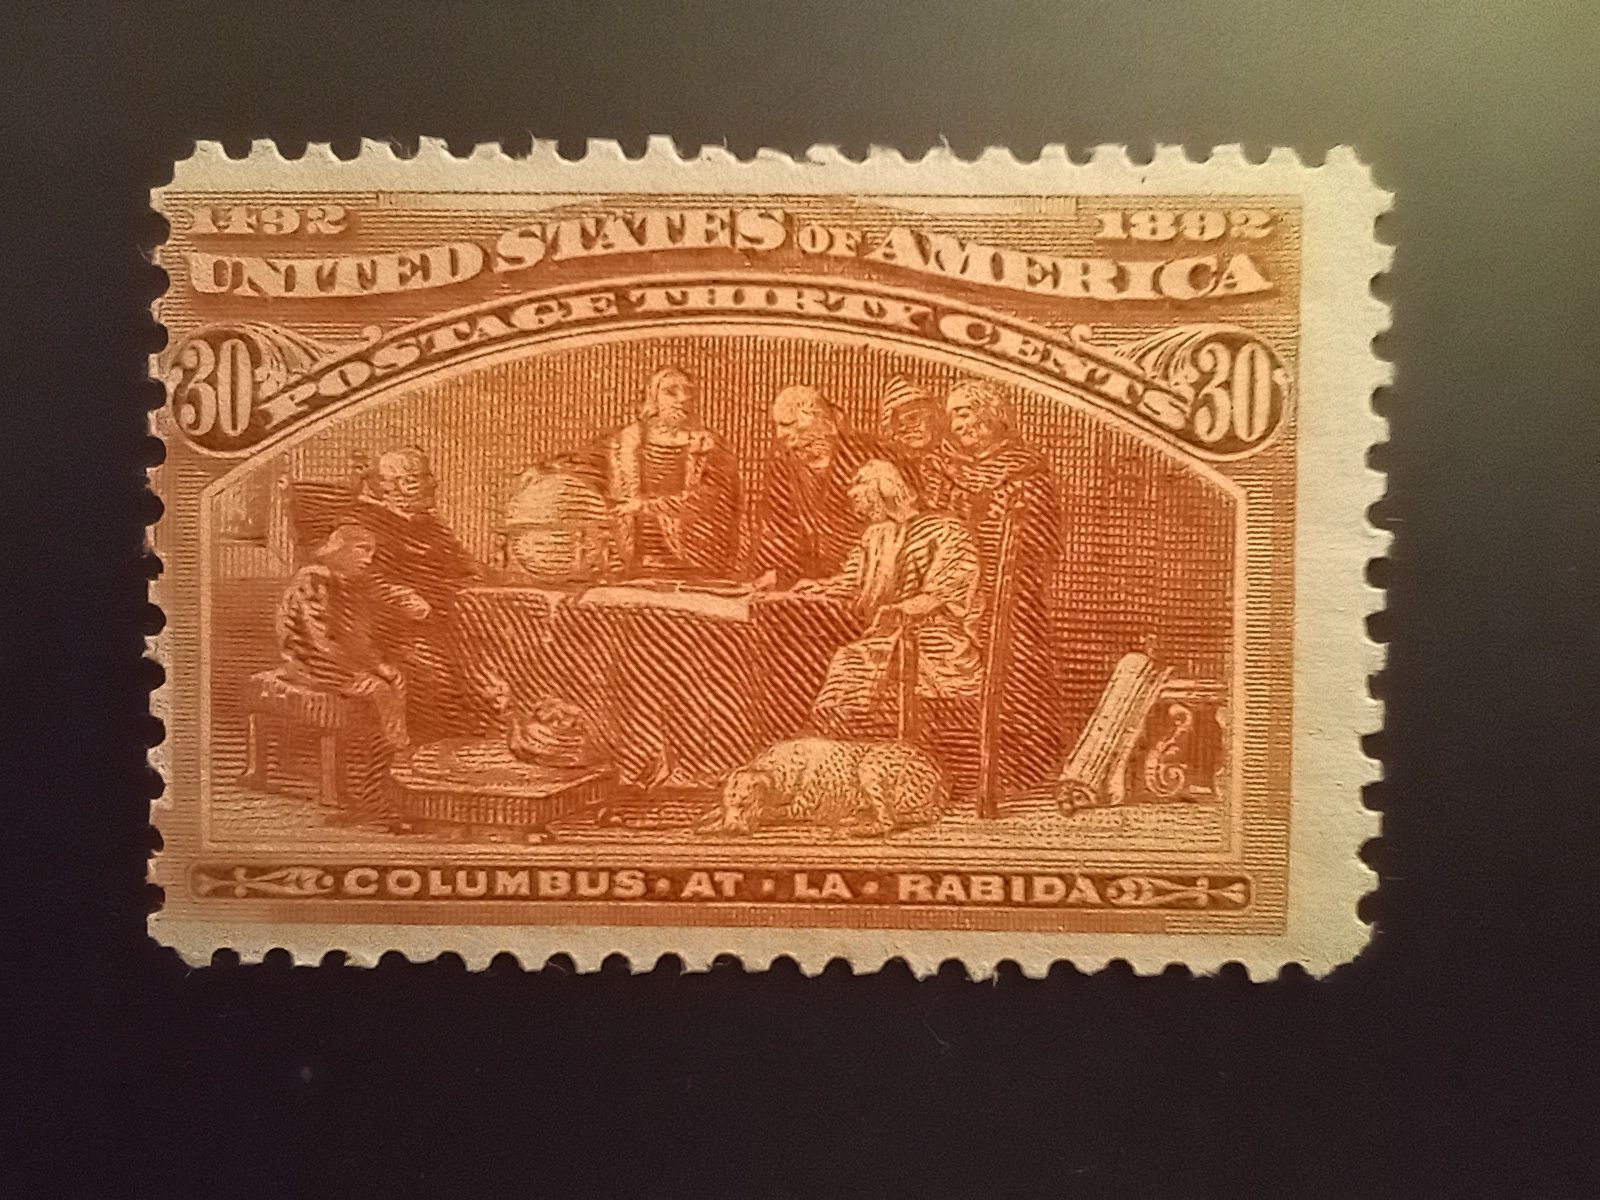 1492 1892
UNITED STATES OF AMERICA
POSTAGE THIRTY CENTS
30 30
COLUMBUS · AT · LA · RABIDA